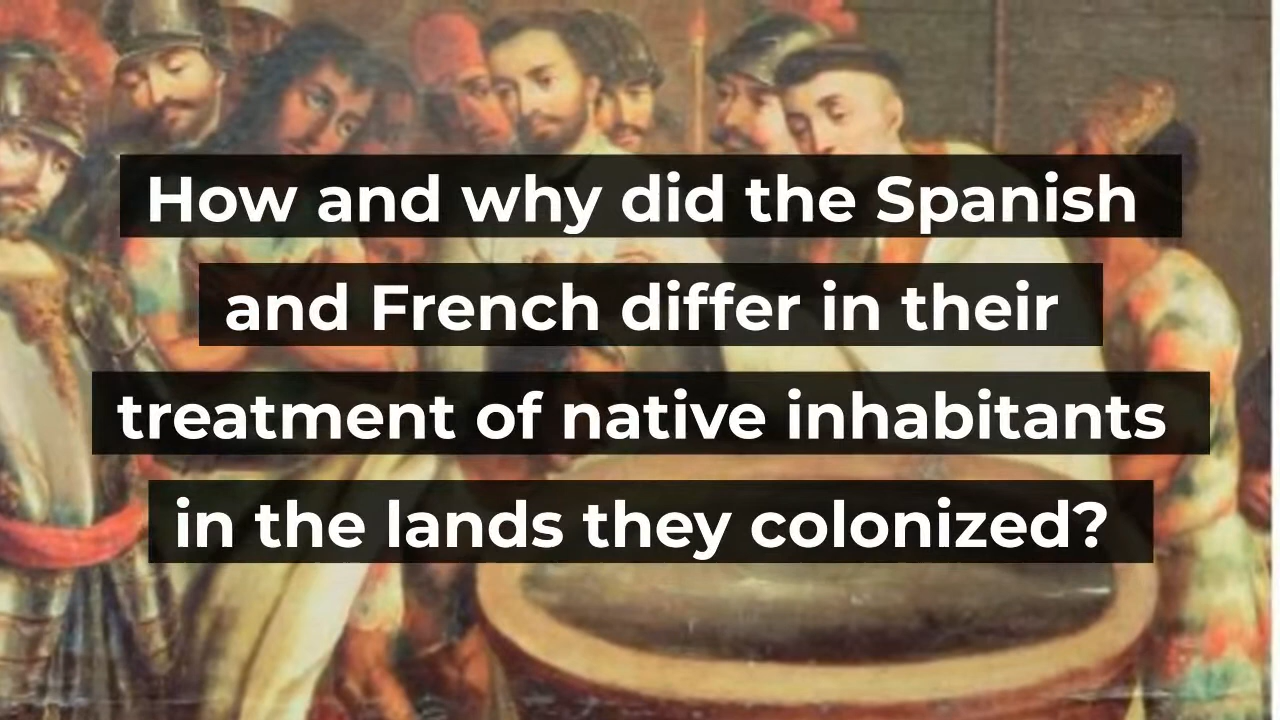 How and why did the Spanish
and French differ in their
treatment of native inhabitants
in the lands they colonized?